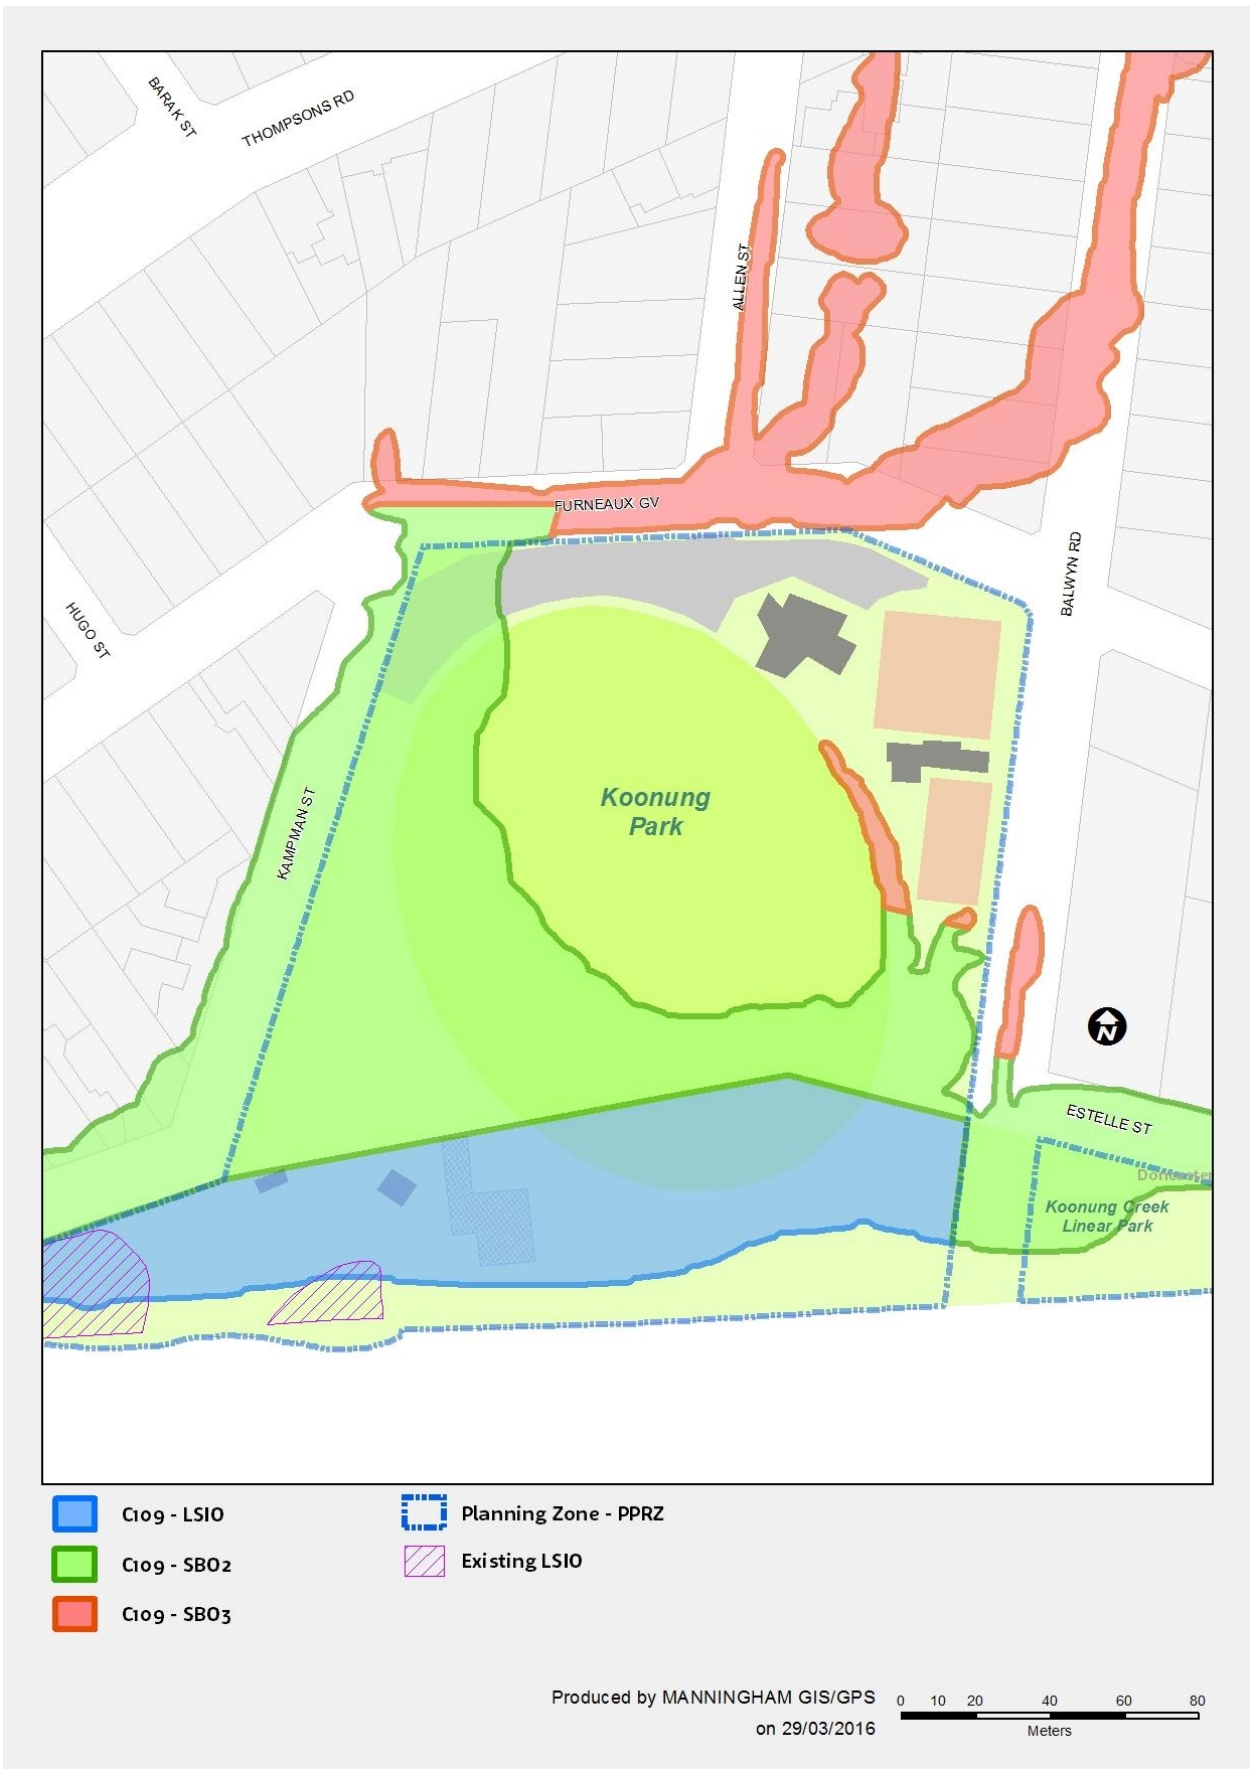 BARAK ST
THOMPSONS RD
ALLEN ST
FURNEAUX GV
BALWYN RD
HUGO ST
KAMPMAN ST
Koonung
Park
N
ESTELLE ST
Koonung Creek
Linear Park
C109 - LSIO
Planning Zone - PPRZ
C109 - SBO2
Existing LSIO
C109 - SBO3
Produced by MANNINGHAM GIS/GPS
on 29/03/2016
0 10 20 40 60 80
Meters